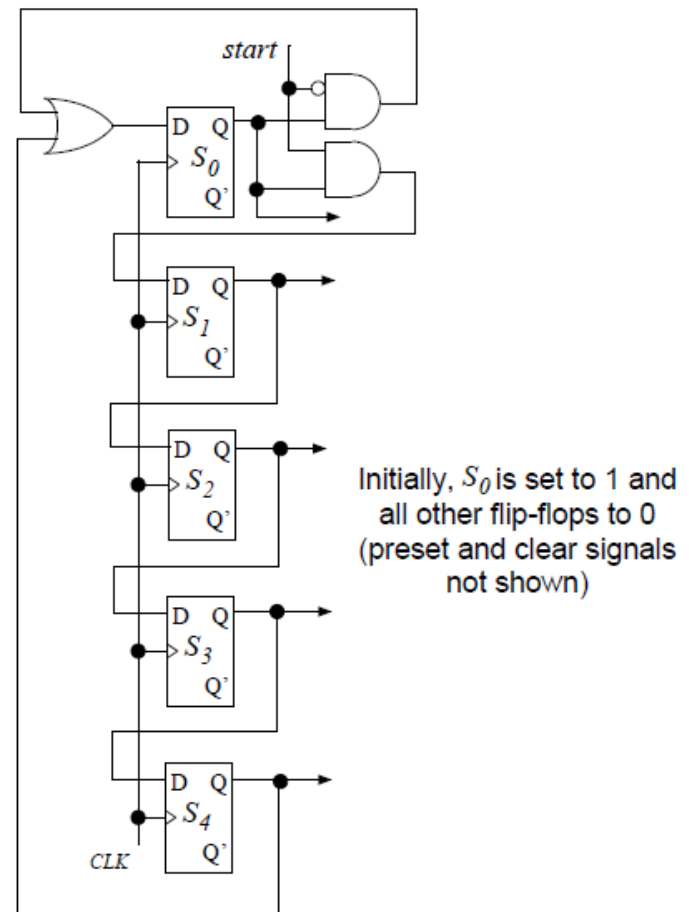 start
D Q
S0
Q'
D Q
S1
Q'
D Q
S2
Q'
Initially, S0 is set to 1 and
all other flip-flops to 0
(preset and clear signals
not shown)
D Q
S3
Q'
D Q
S4
Q'
CLK